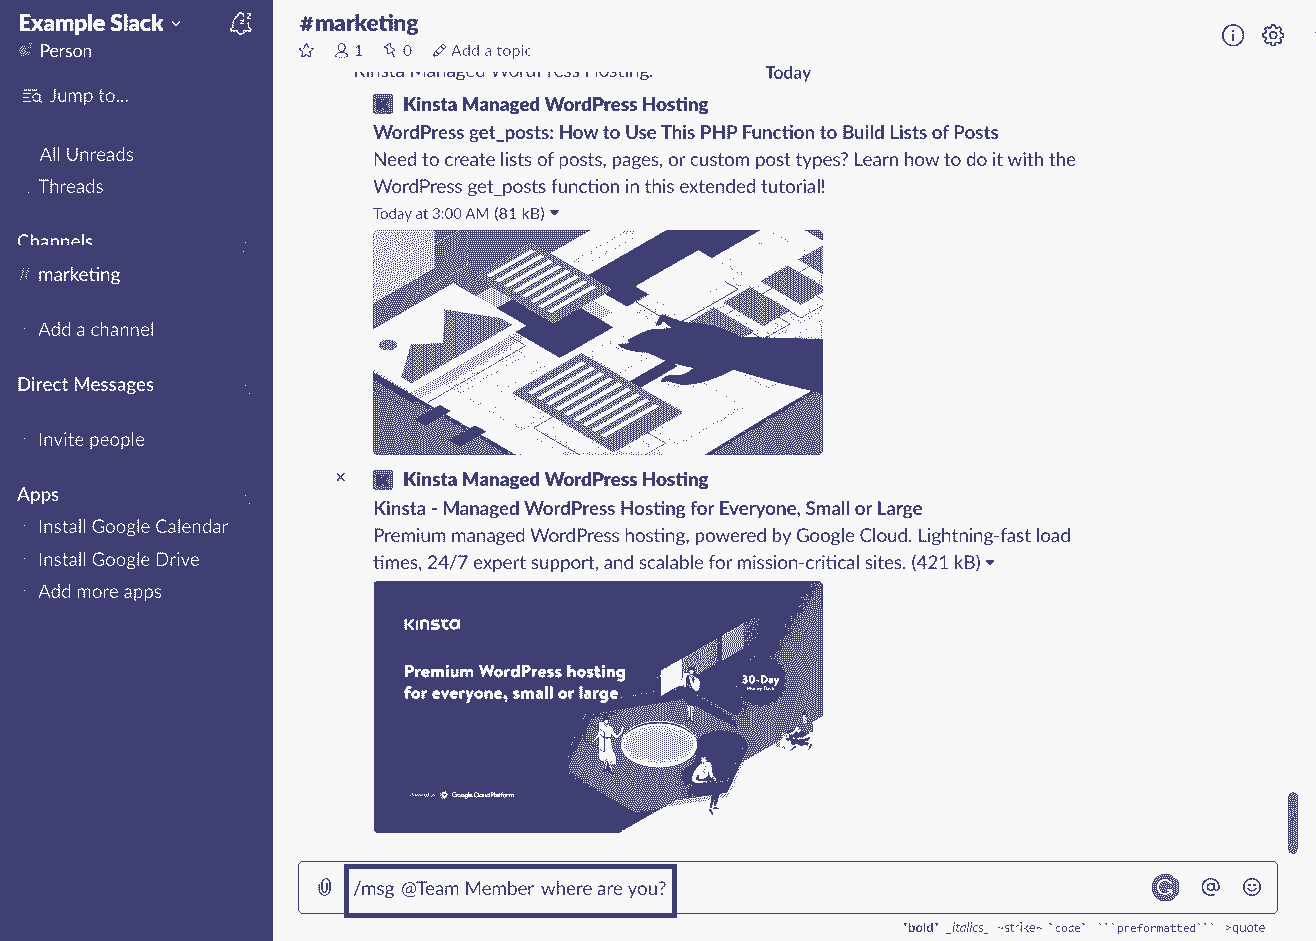 Example Slack
Person
Jump to...
All Unreads
Threads
Channels
# marketing
Add a channel
Direct Messages
Invite people
Apps
Install Google Calendar
Install Google Drive
Add more apps
#marketing
1
0
Add a topic
Kinsta Managed WordPress Hosting.
Today
Kinsta Managed WordPress Hosting
WordPress get_posts: How to Use This PHP Function to Build Lists of Posts
Need to create lists of posts, pages, or custom post types? Learn how to do it with the
WordPress get_posts function in this extended tutorial!
Today at 3:00 AM (81 kB)
Kinsta Managed WordPress Hosting
Kinsta - Managed WordPress Hosting for Everyone, Small or Large
Premium managed WordPress hosting, powered by Google Cloud. Lightning-fast load
times, 24/7 expert support, and scalable for mission-critical sites. (421 kB)
Kinsta
Premium WordPress hosting
for everyone, small or large
30-Day
Money Back
Google Cloud Platform
/msg @Team Member where are you?
*bold* _italics_ ~strike~ `code` ```preformatted``` >quote